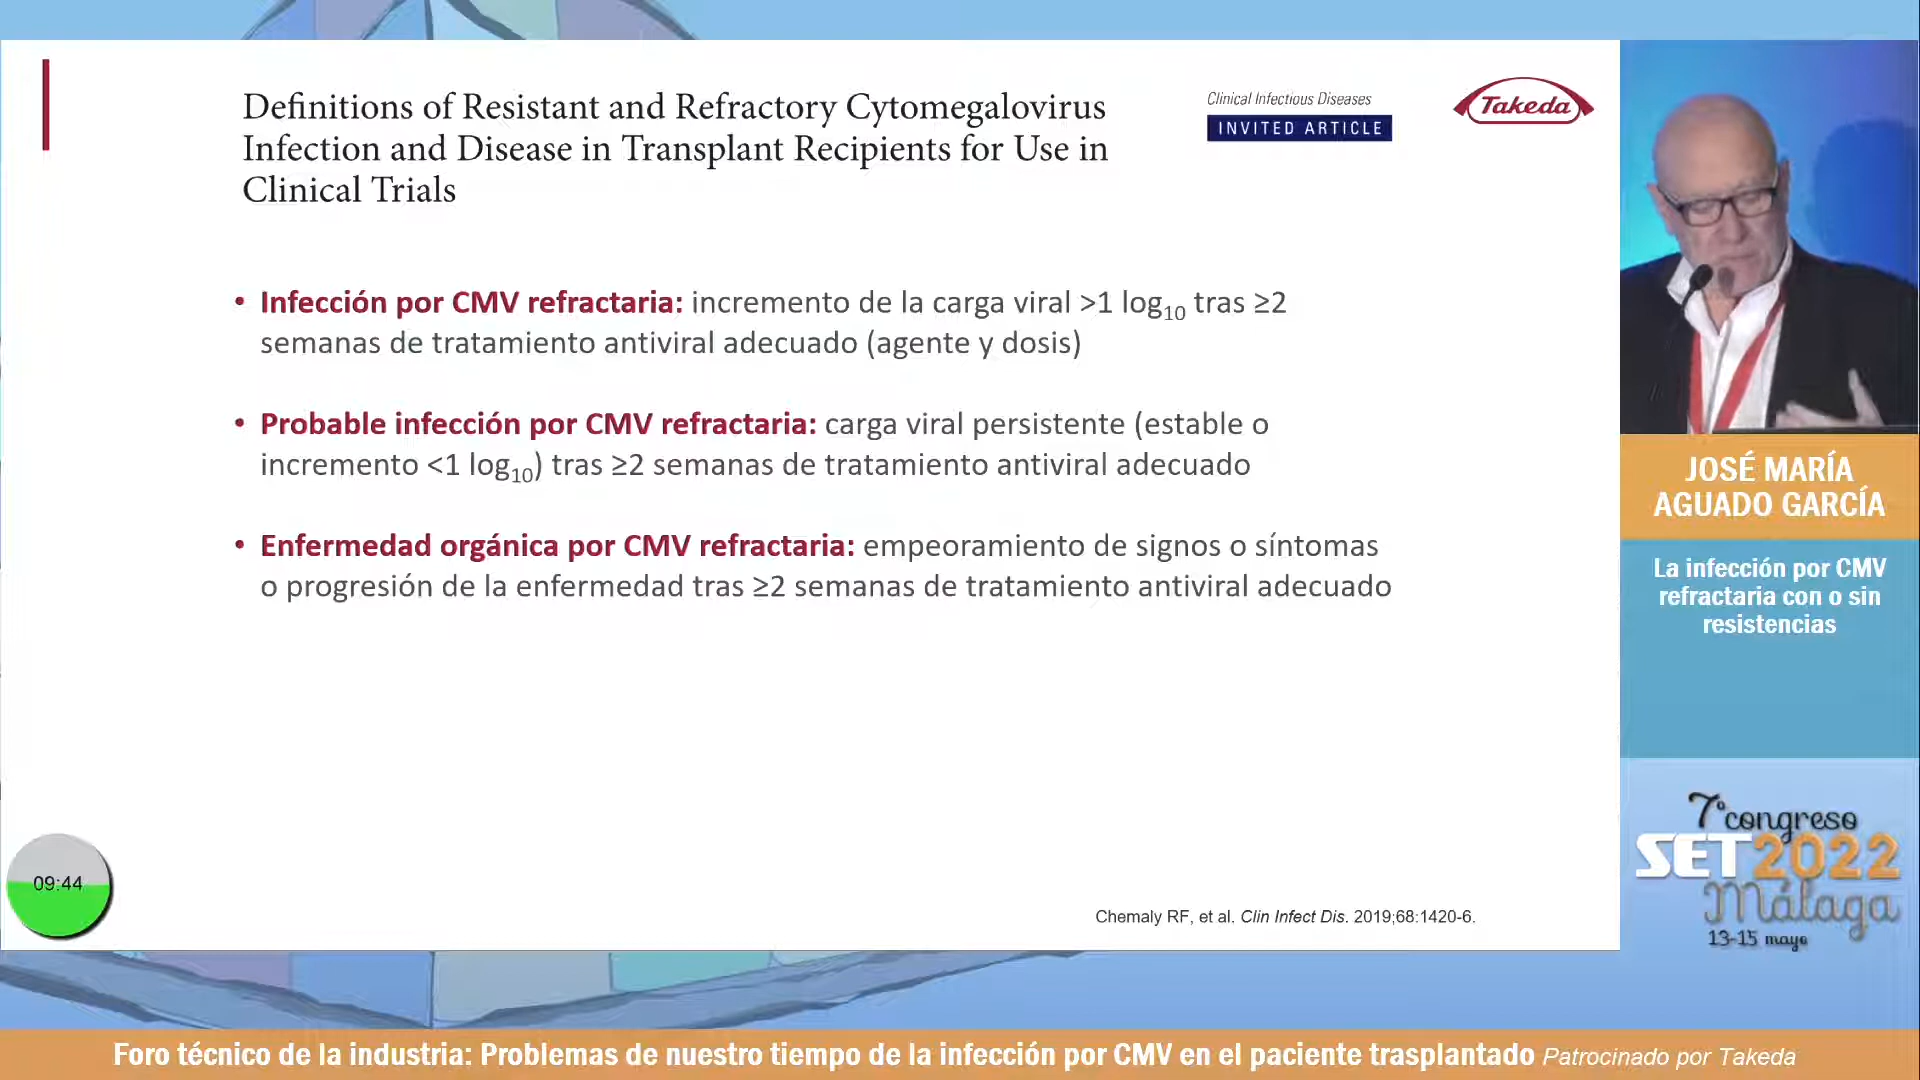 Definitions of Resistant and Refractory Cytomegalovirus
Infection and Disease in Transplant Recipients for Use in
Clinical Trials
Clinical Infectious Diseases
INVITED ARTICLE
Takeda
• Infección por CMV refractaria: incremento de la carga viral >1 log10 tras ≥2
semanas de tratamiento antiviral adecuado (agente y dosis)
• Probable infección por CMV refractaria: carga viral persistente (estable o
incremento <1 log10) tras ≥2 semanas de tratamiento antiviral adecuado
• Enfermedad orgánica por CMV refractaria: empeoramiento de signos o síntomas
o progresión de la enfermedad tras ≥2 semanas de tratamiento antiviral adecuado
09:44
Chemaly RF, et al. Clin Infect Dis. 2019;68:1420-6.
JOSÉ MARÍA
AGUADO GARCÍA
La infección por CMV
refractaria con o sin
resistencias
7º congreso
SET2022
Málaga
13-15 mayo
Foro técnico de la industria: Problemas de nuestro tiempo de la infección por CMV en el paciente trasplantado Patrocinado por Takeda